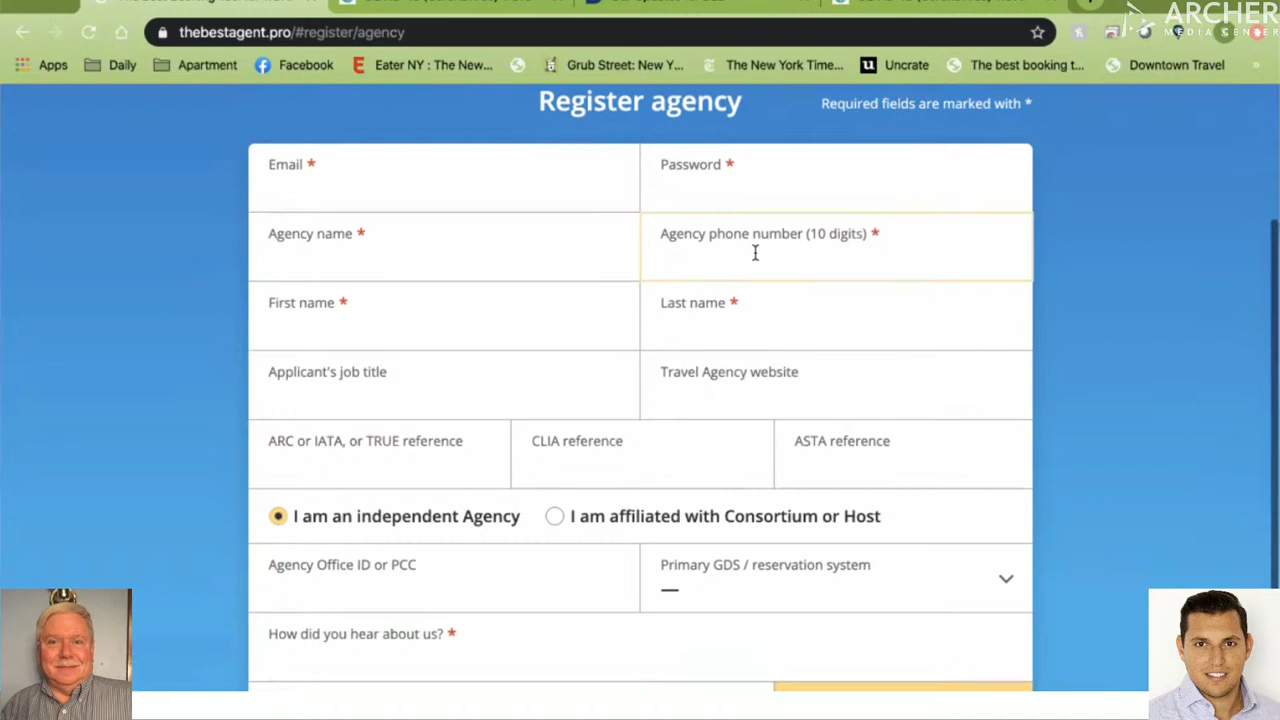 ARCHER
MEDIA CENTER
thebestagent.pro/#register/agency
Apps Daily Apartment Facebook Eater NY : The New... Grub Street: New Y... The New York Time... Uncrate The best booking t... Downtown Travel »
Register agency
Required fields are marked with *
Email * Password *
Agency name * Agency phone number (10 digits) *
First name * Last name *
Applicant's job title Travel Agency website
ARC or IATA, or TRUE reference CLIA reference ASTA reference
I am an independent Agency I am affiliated with Consortium or Host
Agency Office ID or PCC Primary GDS / reservation system
—
How did you hear about us? *